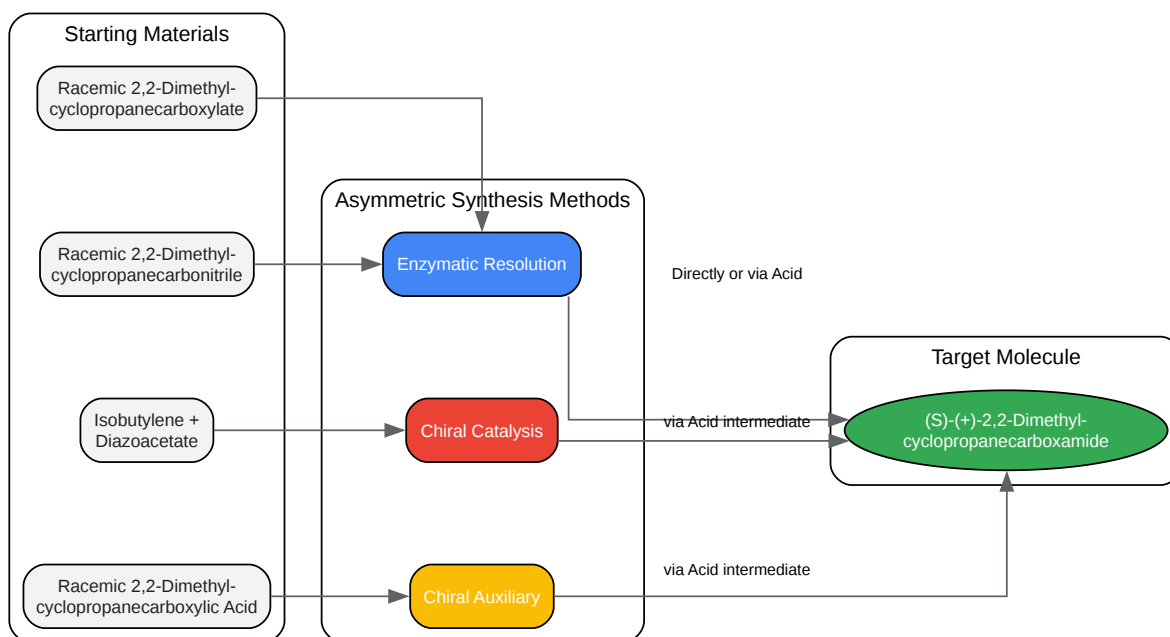 Starting Materials
Racemic 2,2-Dimethyl-
cyclopropanecarboxylate
Racemic 2,2-Dimethyl-
cyclopropanecarbonitrile
Isobutylene +
Diazoacetate
Racemic 2,2-Dimethyl-
cyclopropanecarboxylic Acid
Asymmetric Synthesis Methods
Enzymatic Resolution
Chiral Catalysis
Chiral Auxiliary
Directly or via Acid
via Acid intermediate
via Acid intermediate
Target Molecule
(S)-(+)-2,2-Dimethyl-
cyclopropanecarboxamide